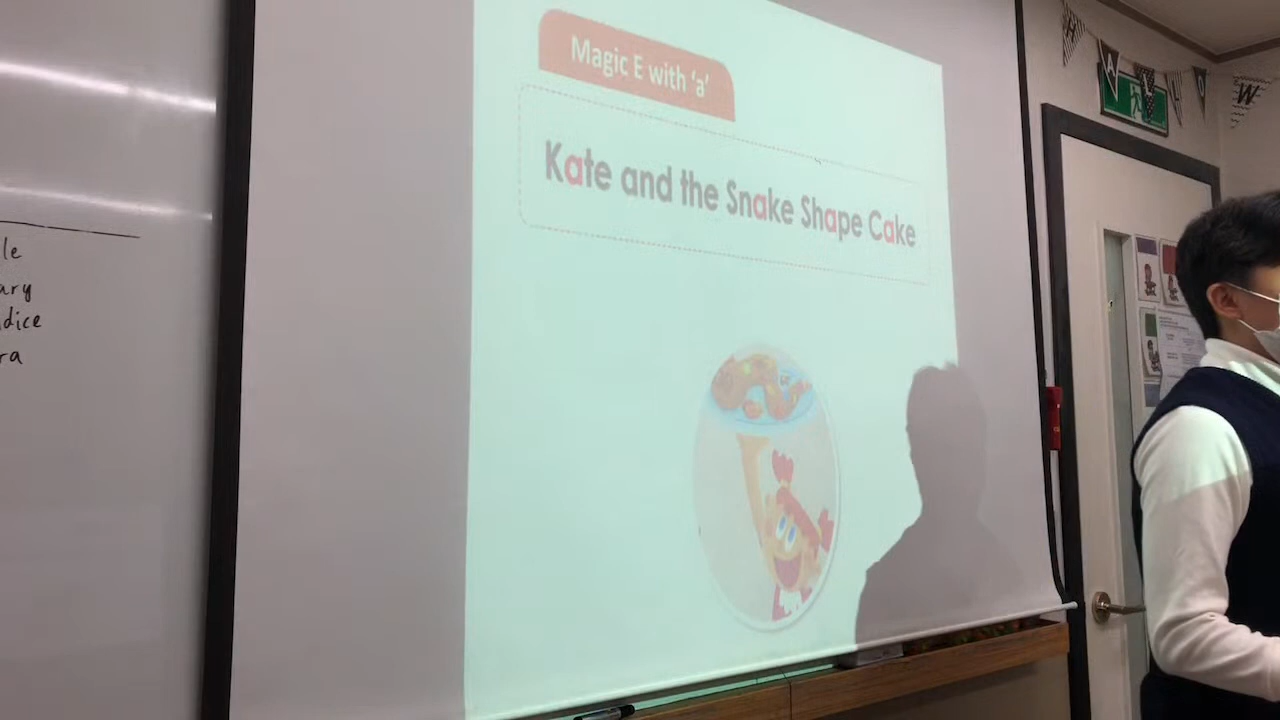 Magic E with 'a'
Kate and the Snake Shape Cake
le
ary
dice
ra